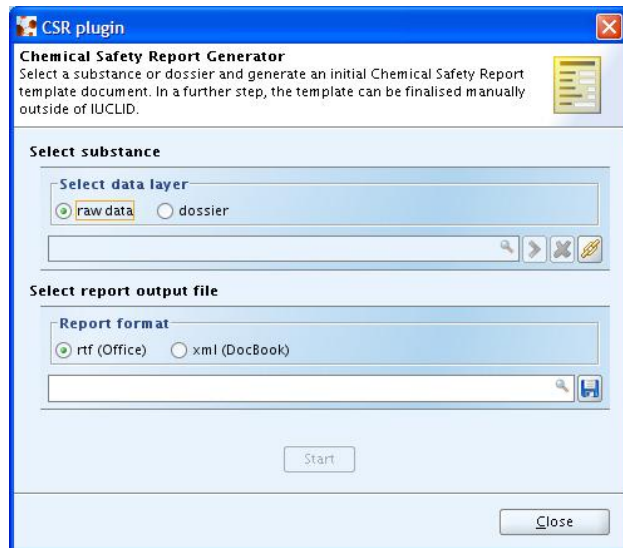 CSR plugin
Chemical Safety Report Generator
Select a substance or dossier and generate an initial Chemical Safety Report
template document. In a further step, the template can be finalised manually
outside of IUCLID.
Select substance
Select data layer
raw data dossier
Select report output file
Report format
rtf (Office) xml (DocBook)
Start
Close